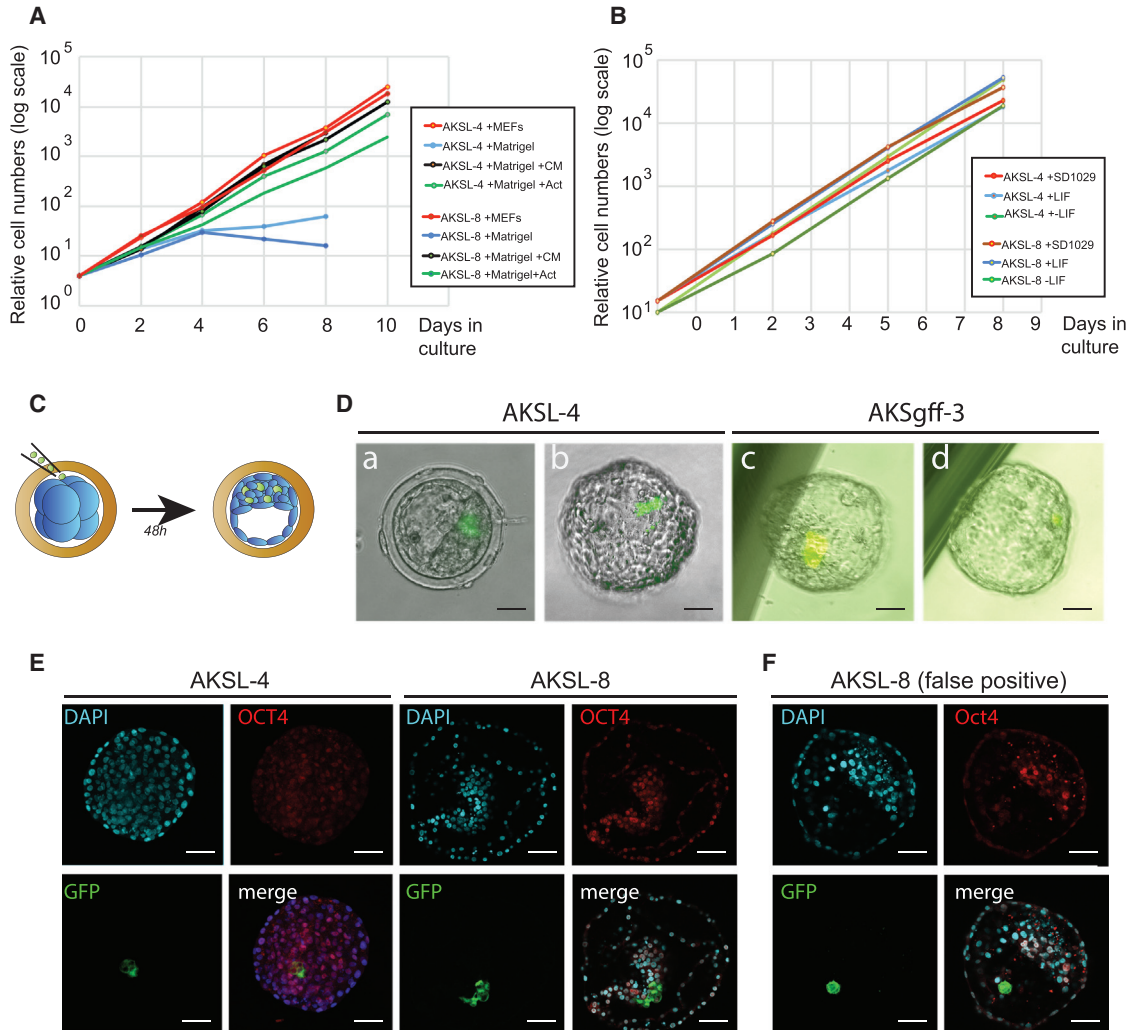 A
Relative cell numbers (log scale)
10^5
10^4
10^3
10^2
10^1
10^0
0 2 4 6 8 10 Days in
culture
AKSL-4 +MEFs
AKSL-4 +Matrigel
AKSL-4 +Matrigel +CM
AKSL-4 +Matrigel +Act
AKSL-8 +MEFs
AKSL-8 +Matrigel
AKSL-8 +Matrigel +CM
AKSL-8 +Matrigel+Act
B
Relative cell numbers (log scale)
10^5
10^4
10^3
10^2
10^1
0 1 2 3 4 5 6 7 8 9 Days in
culture
AKSL-4 +SD1029
AKSL-4 +LIF
AKSL-4 +-LIF
AKSL-8 +SD1029
AKSL-8 +LIF
AKSL-8 -LIF
C
48h
D
AKSL-4 AKSgff-3
a b c d
E
AKSL-4 AKSL-8
DAPI OCT4 DAPI OCT4
GFP merge GFP merge
F
AKSL-8 (false positive)
DAPI Oct4
GFP merge